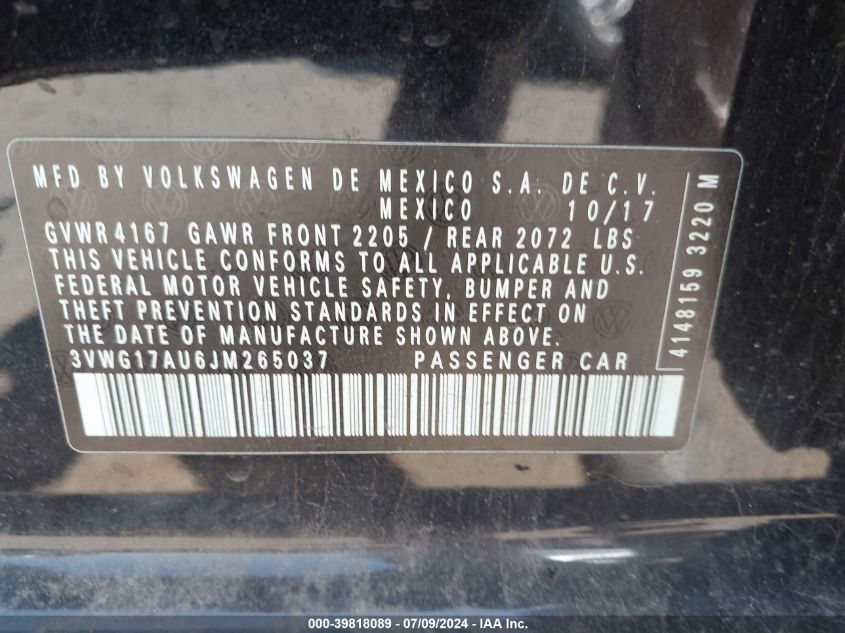 MFD BY VOLKSWAGEN DE MEXICO S.A. DE C.V.
MEXICO 10/17
GVWR 4167 GAWR FRONT 2205 / REAR 2072 LBS
THIS VEHICLE CONFORMS TO ALL APPLICABLE U.S.
FEDERAL MOTOR VEHICLE SAFETY, BUMPER AND
THEFT PREVENTION STANDARDS IN EFFECT ON
THE DATE OF MANUFACTURE SHOWN ABOVE.
3VWG17AU6JM265037 PASSENGER CAR
4148159 3220 M
000-39818089 - 07/09/2024 - IAA Inc.